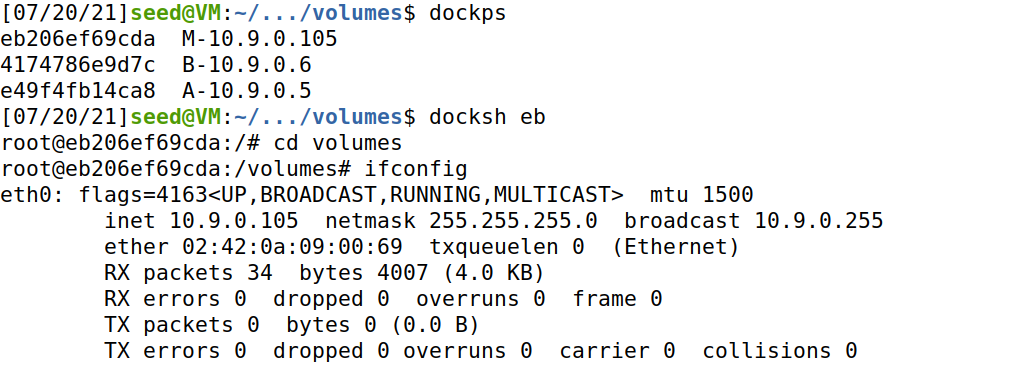 [07/20/21]seed@VM:~/.../volumes$ dockps
eb206ef69cda  M-10.9.0.105
4174786e9d7c  B-10.9.0.6
e49f4fb14ca8  A-10.9.0.5
[07/20/21]seed@VM:~/.../volumes$ docksh eb
root@eb206ef69cda:/# cd volumes
root@eb206ef69cda:/volumes# ifconfig
eth0: flags=4163<UP,BROADCAST,RUNNING,MULTICAST>  mtu 1500
        inet 10.9.0.105  netmask 255.255.255.0  broadcast 10.9.0.255
        ether 02:42:0a:09:00:69  txqueuelen 0  (Ethernet)
        RX packets 34  bytes 4007 (4.0 KB)
        RX errors 0  dropped 0  overruns 0  frame 0
        TX packets 0  bytes 0 (0.0 B)
        TX errors 0  dropped 0 overruns 0  carrier 0  collisions 0